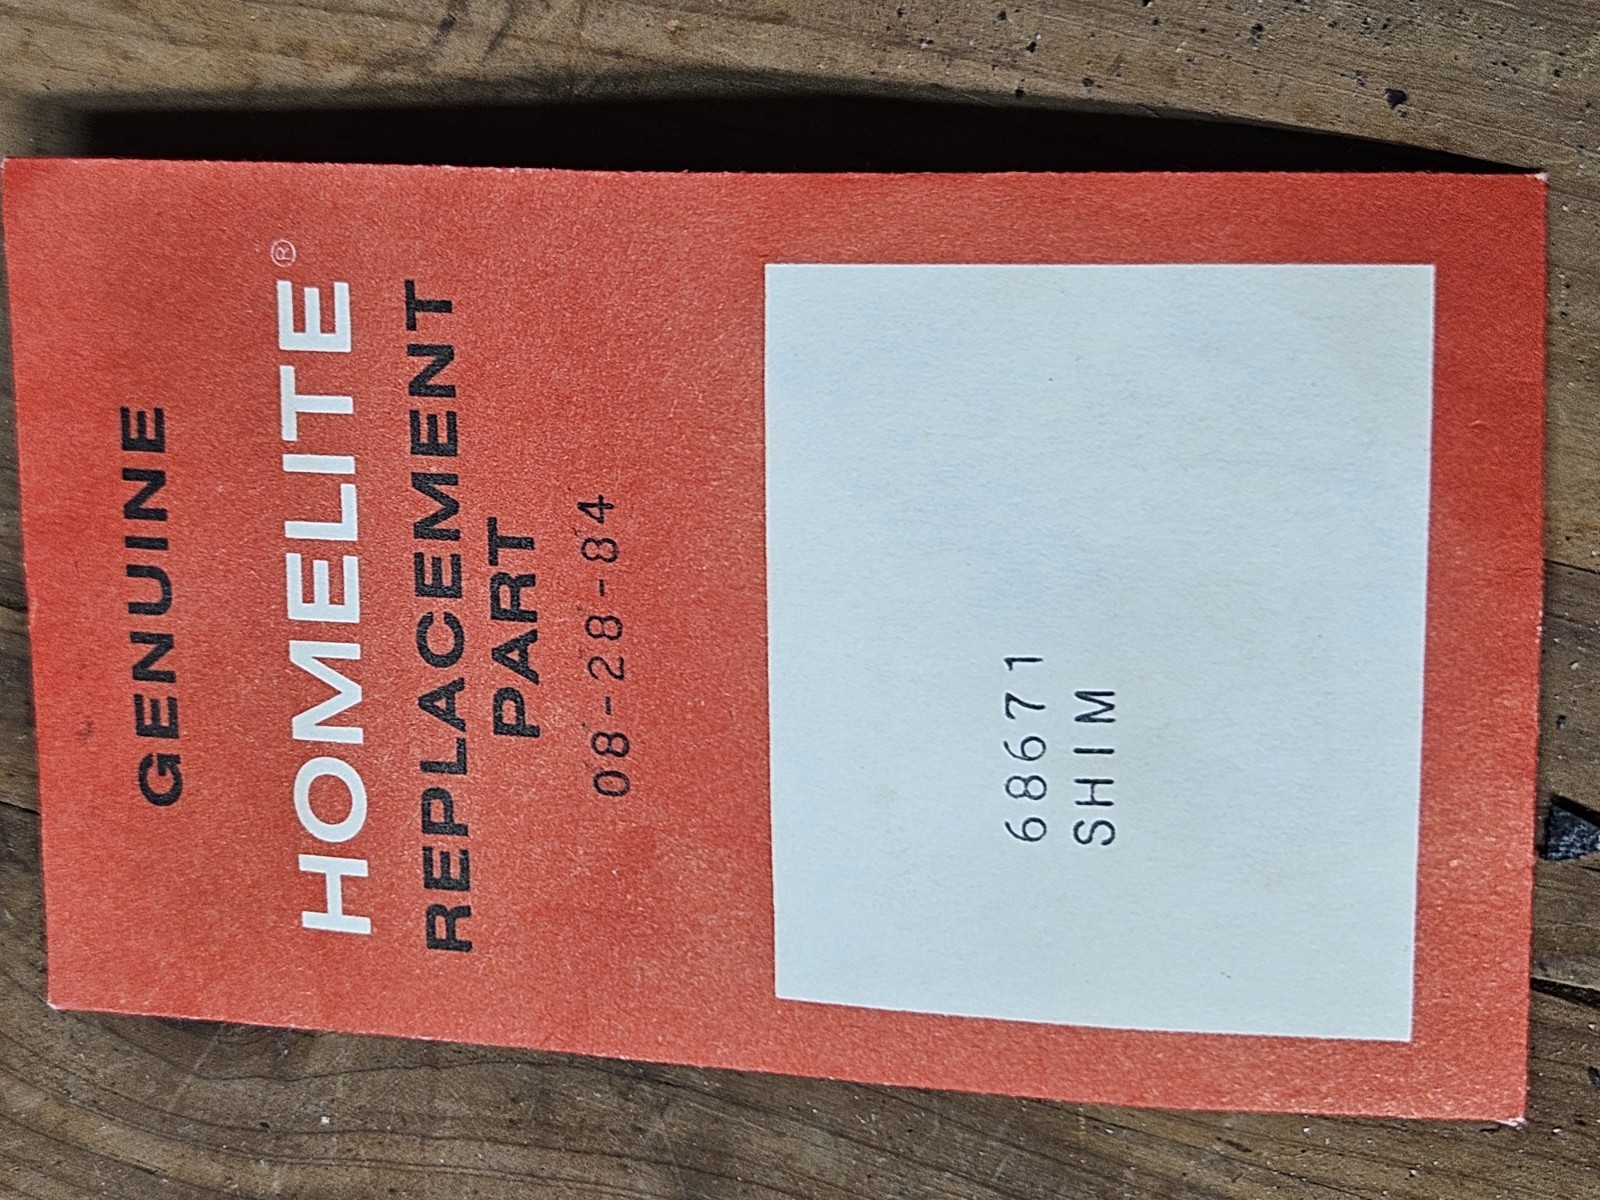 GENUINE
HOMELITE®
REPLACEMENT
PART
08-28-84
68671
SHIM